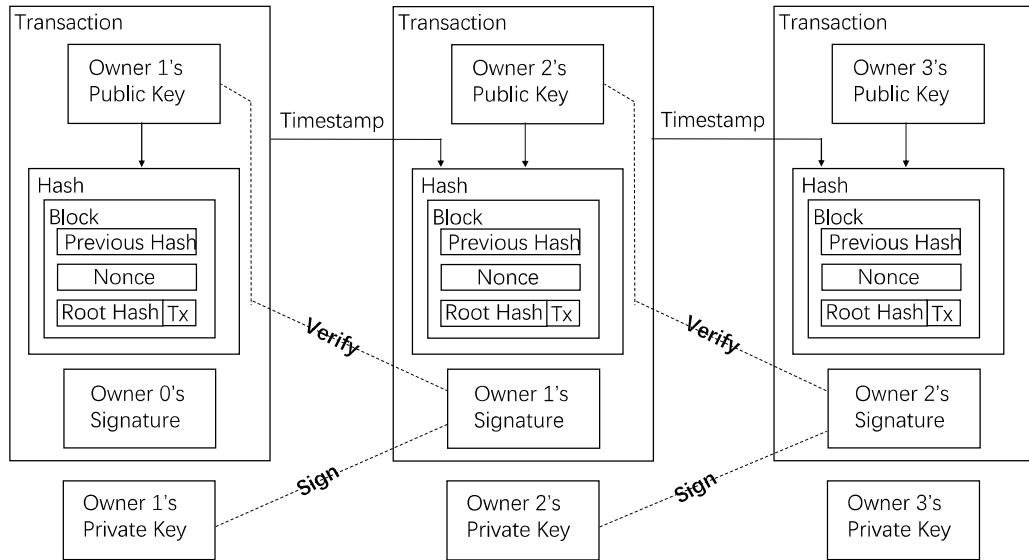 Transaction
Owner 1's
Public Key
Hash
Block
Previous Hash
Nonce
Root Hash Tx
Owner 0's
Signature
Owner 1's
Private Key
Timestamp
Verify
Sign
Transaction
Owner 2's
Public Key
Hash
Block
Previous Hash
Nonce
Root Hash Tx
Owner 1's
Signature
Owner 2's
Private Key
Timestamp
Verify
Sign
Transaction
Owner 3's
Public Key
Hash
Block
Previous Hash
Nonce
Root Hash Tx
Owner 2's
Signature
Owner 3's
Private Key